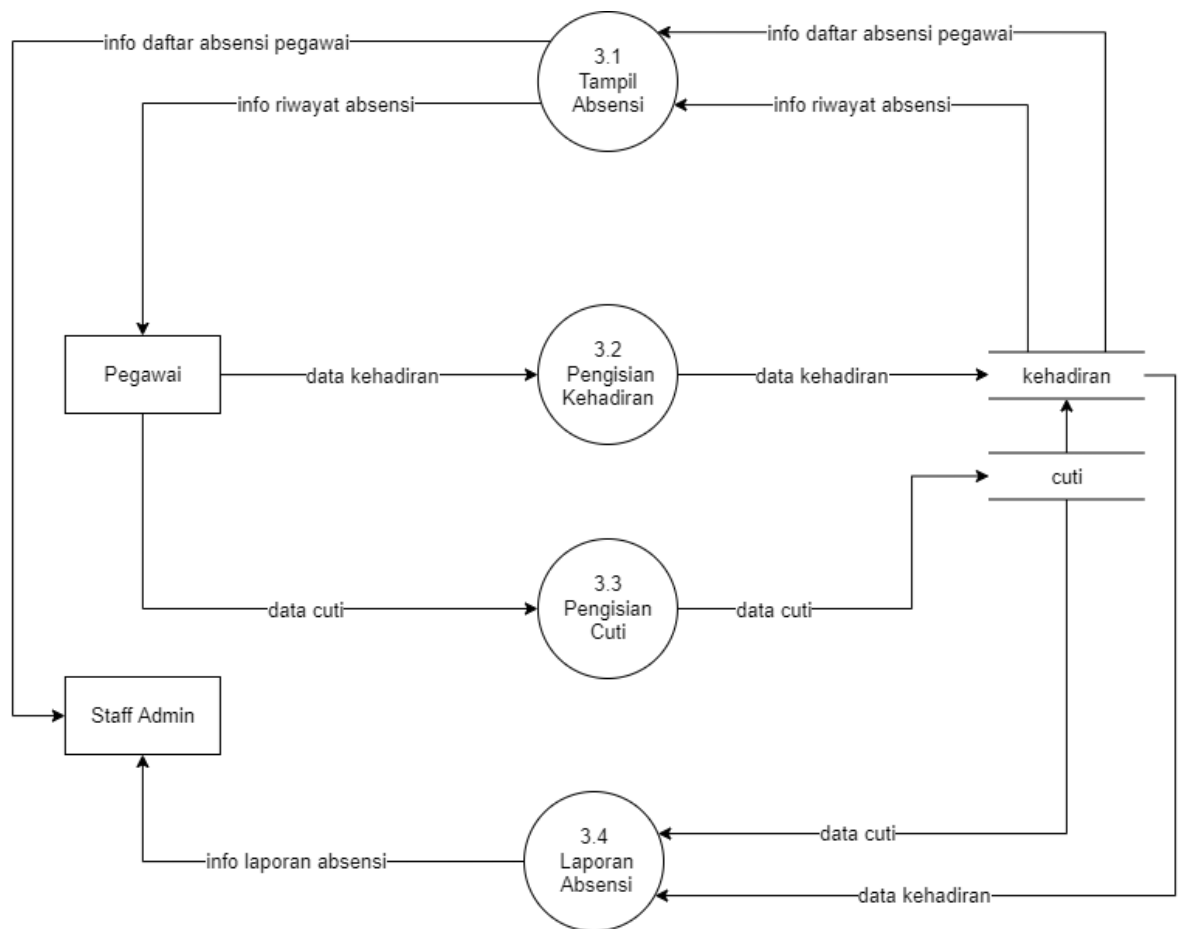 info daftar absensi pegawai
info riwayat absensi
3.1
Tampil
Absensi
info daftar absensi pegawai
info riwayat absensi
Pegawai
data kehadiran
3.2
Pengisian
Kehadiran
data kehadiran
kehadiran
cuti
data cuti
3.3
Pengisian
Cuti
data cuti
Staff Admin
info laporan absensi
3.4
Laporan
Absensi
data cuti
data kehadiran